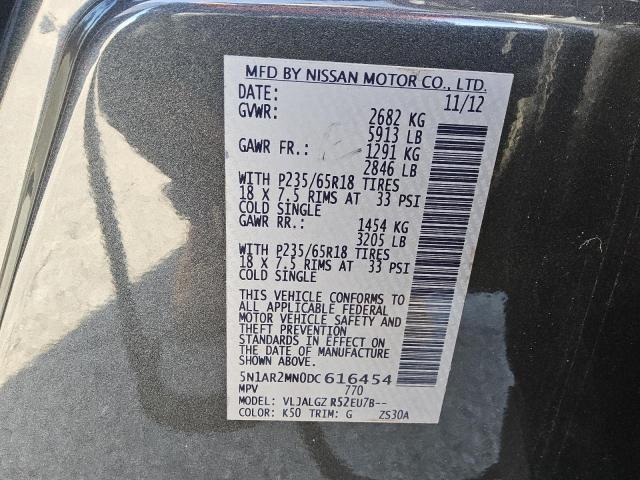 MFD BY NISSAN MOTOR CO., LTD.
DATE: 11/12
GVWR: 2682 KG
5913 LB
GAWR FR.: 1291 KG
2846 LB
WITH P235/65R18 TIRES
18 X 7.5 RIMS AT 33 PSI
COLD SINGLE
GAWR RR.: 1454 KG
3205 LB
WITH P235/65R18 TIRES
18 X 7.5 RIMS AT 33 PSI
COLD SINGLE
THIS VEHICLE CONFORMS TO
ALL APPLICABLE FEDERAL
MOTOR VEHICLE SAFETY AND
THEFT PREVENTION
STANDARDS IN EFFECT ON
THE DATE OF MANUFACTURE
SHOWN ABOVE.
5N1AR2MN0DC616454
MPV 770
MODEL: VLJALGZ R52EU7B--
COLOR: K50 TRIM: G ZS30A